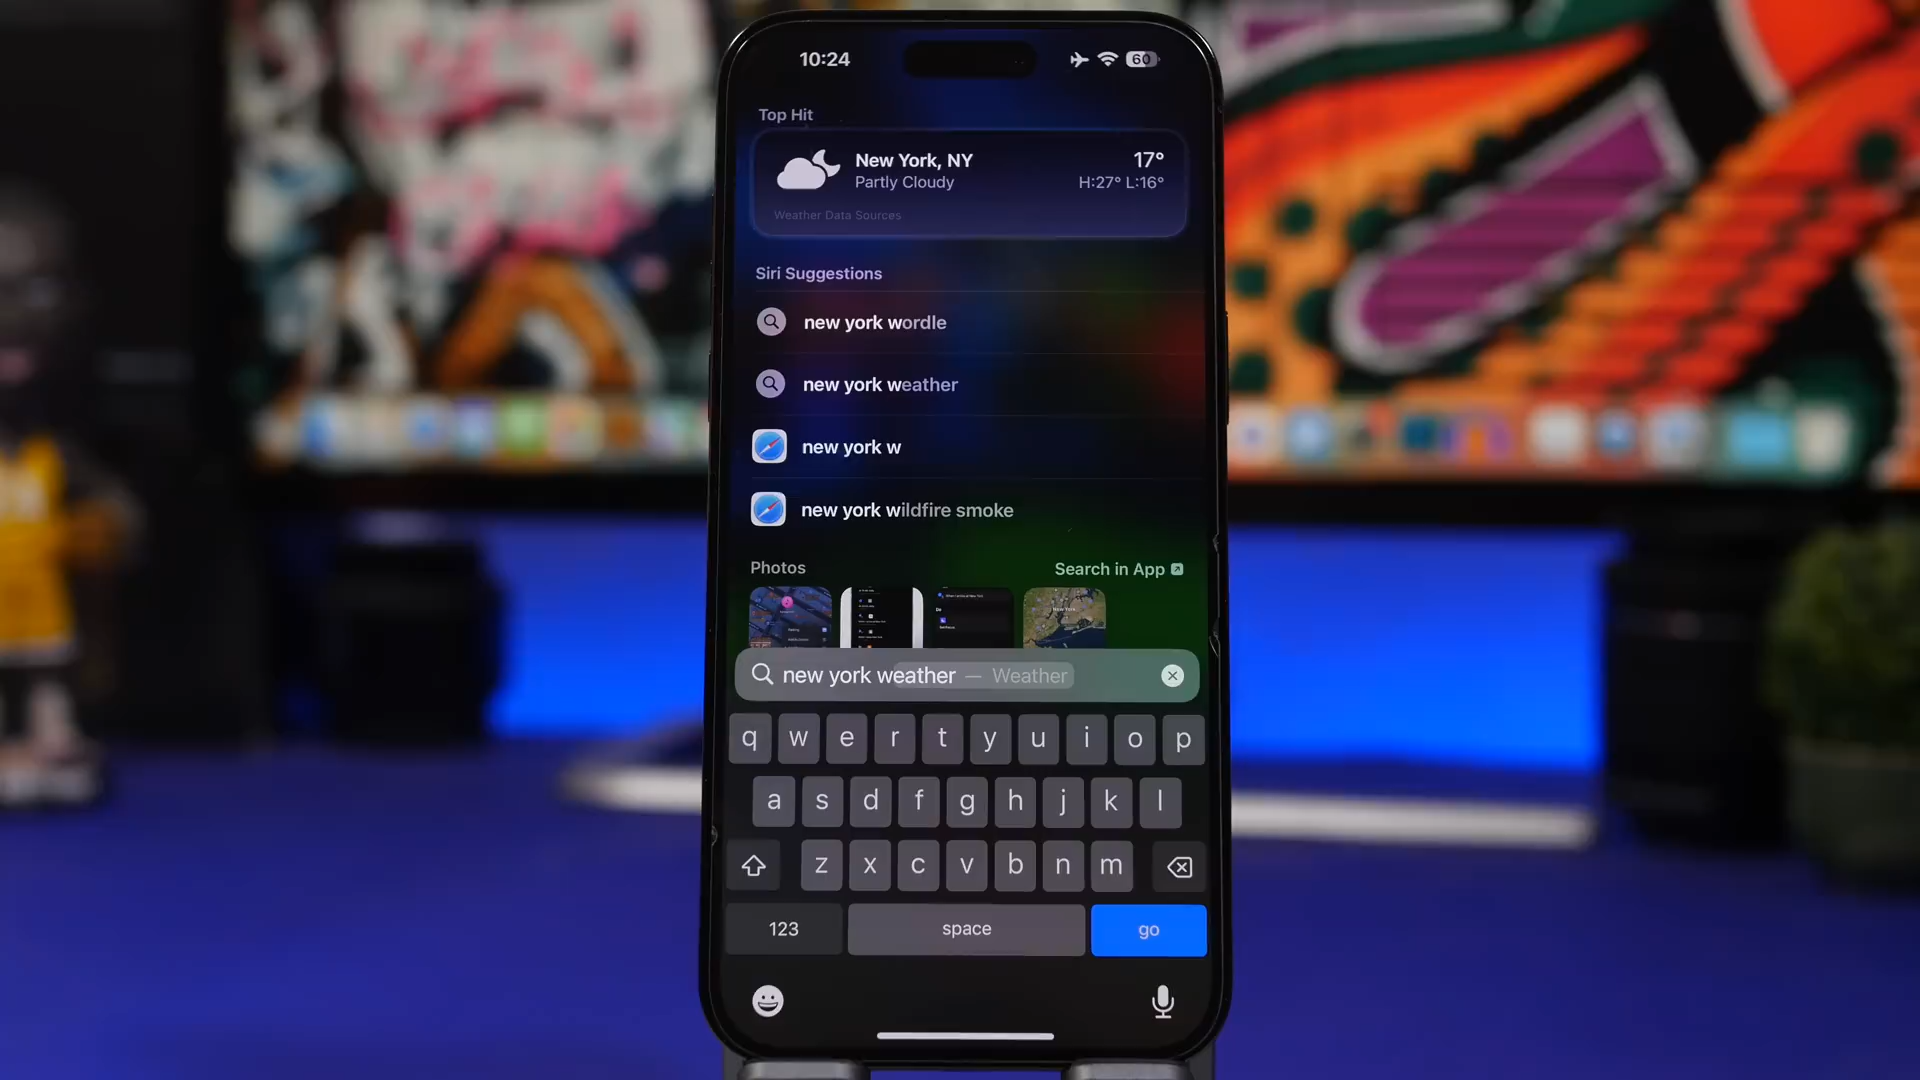 10:24
60
Top Hit
New York, NY
17°
Partly Cloudy
H:27° L:16°
Weather Data Sources
Siri Suggestions
new york wordle
new york weather
new york w
new york wildfire smoke
Photos
Search in App
New York
new york weather — Weather
q w e r t y u i o p
a s d f g h j k l
z x c v b n m
123
space
go